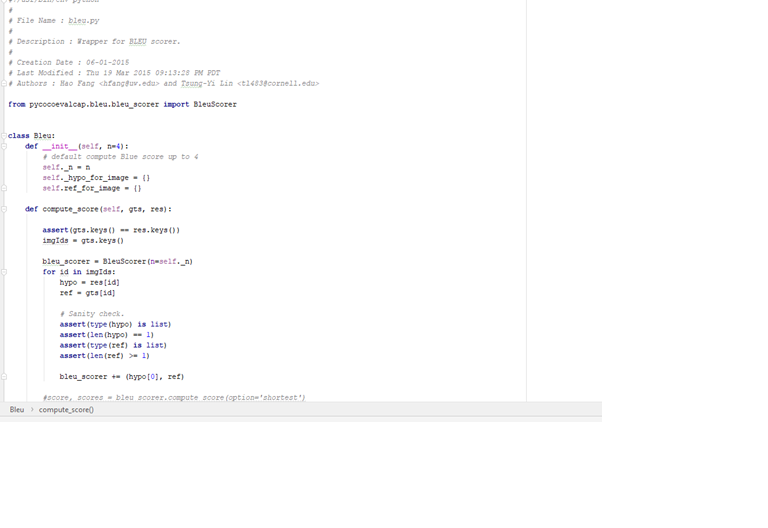 #!/usr/bin/env python
#
# File Name : bleu.py
#
# Description : Wrapper for BLEU scorer.
#
# Creation Date : 06-01-2015
# Last Modified : Thu 19 Mar 2015 09:13:28 PM PDT
# Authors : Hao Fang <hfang@uw.edu> and Tsung-Yi Lin <tl483@cornell.edu>
from pycocoevalcap.bleu.bleu_scorer import BleuScorer
class Bleu:
def __init__(self, n=4):
# default compute Blue score up to 4
self._n = n
self._hypo_for_image = {}
self.ref_for_image = {}
def compute_score(self, gts, res):
assert(gts.keys() == res.keys())
imgIds = gts.keys()
bleu_scorer = BleuScorer(n=self._n)
for id in imgIds:
hypo = res[id]
ref = gts[id]
# Sanity check.
assert(type(hypo) is list)
assert(len(hypo) == 1)
assert(type(ref) is list)
assert(len(ref) >= 1)
bleu_scorer += (hypo[0], ref)
#score, scores = bleu_scorer.compute_score(option='shortest')
Bleu › compute_score()